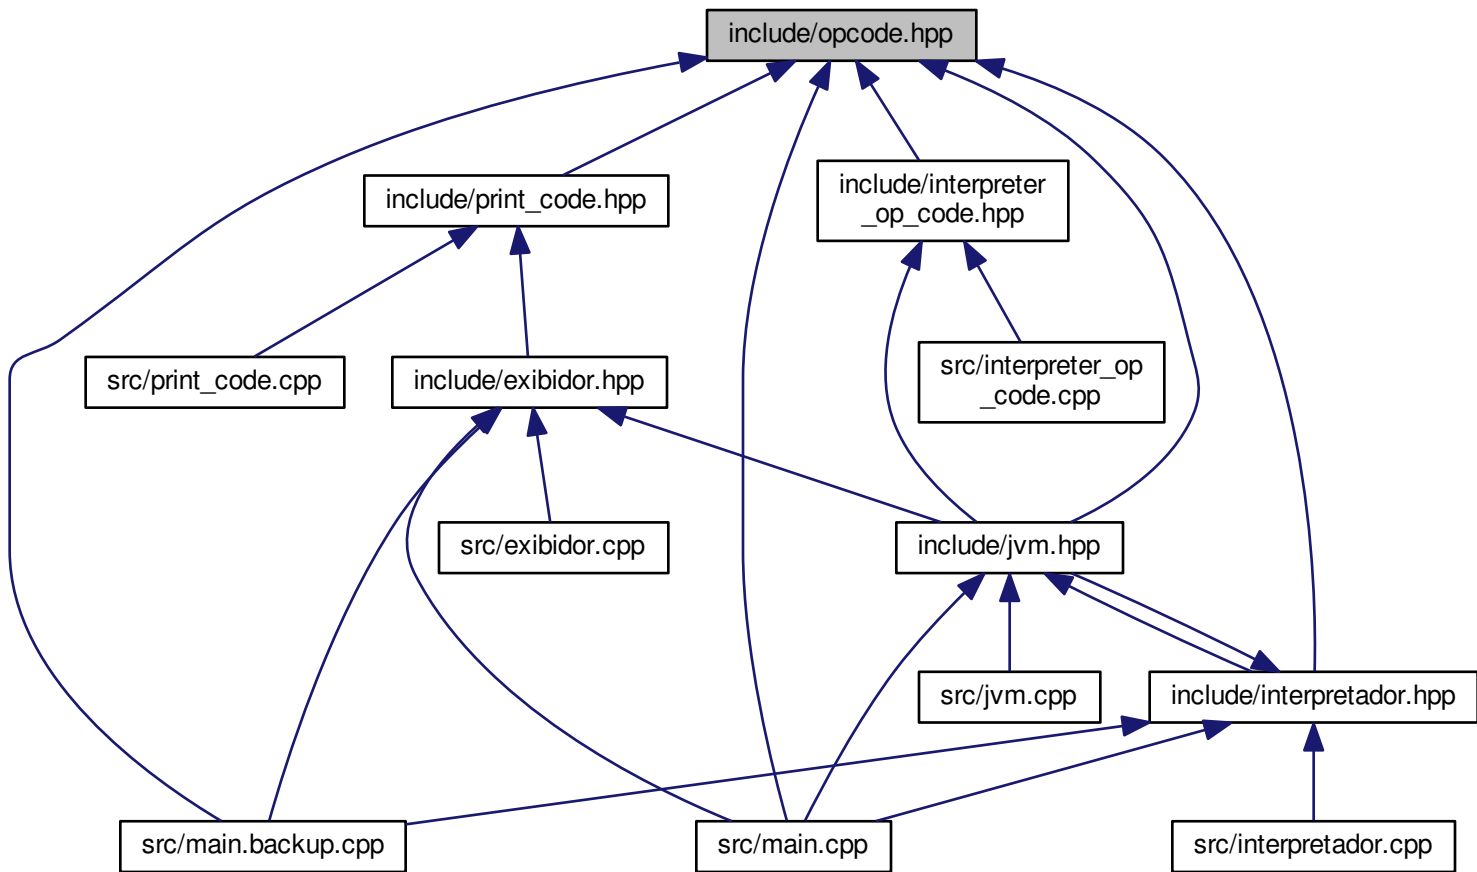 include/opcode.hpp
include/print_code.hpp
include/interpreter
_op_code.hpp
src/print_code.cpp
include/exibidor.hpp
src/interpreter_op
_code.cpp
src/exibidor.cpp
include/jvm.hpp
src/jvm.cpp
include/interpretador.hpp
src/main.backup.cpp
src/main.cpp
src/interpretador.cpp